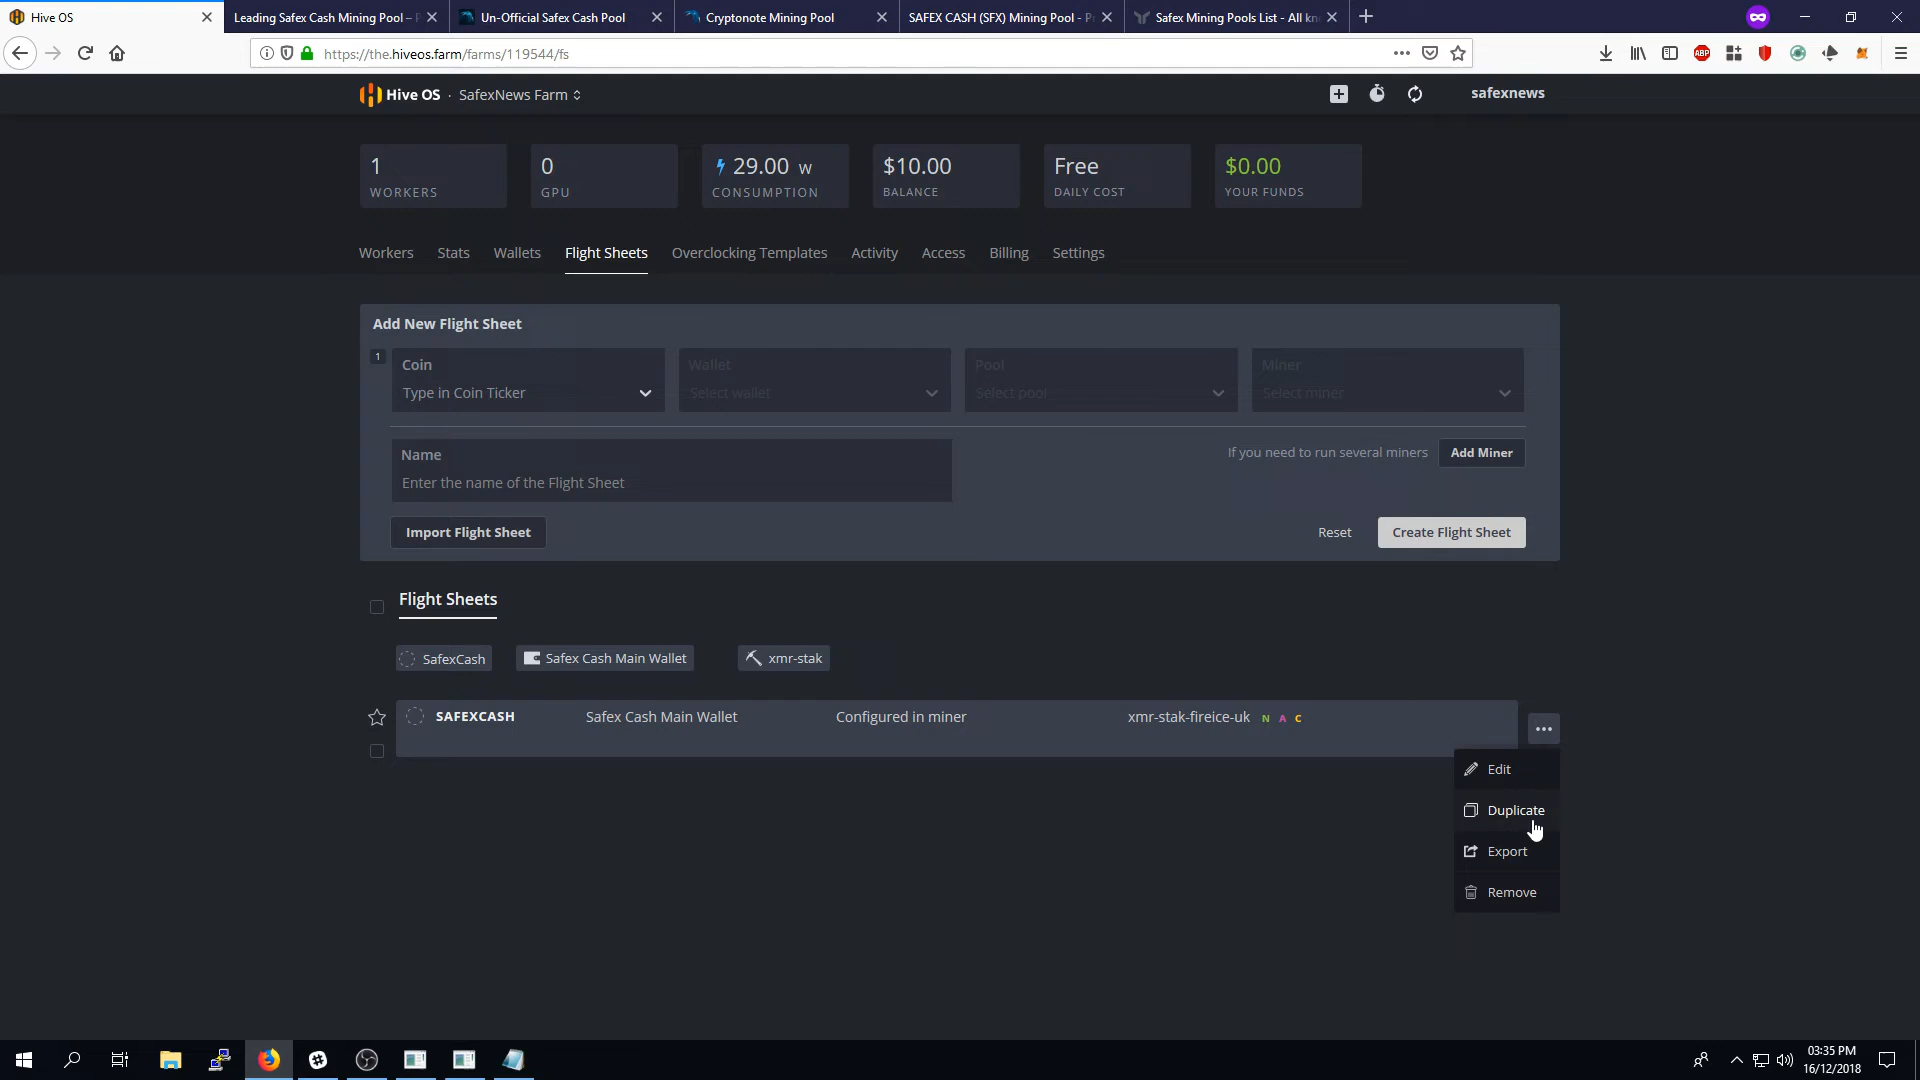 Hive OS
Leading Safex Cash Mining Pool –
Un-Official Safex Cash Pool
Cryptonote Mining Pool
SAFEX CASH (SFX) Mining Pool -
Safex Mining Pools List - All kn
https://the.hiveos.farm/farms/119544/fs
ABP
Hive OS · SafexNews Farm
safexnews
1
WORKERS
0
GPU
29.00 W
CONSUMPTION
$10.00
BALANCE
Free
DAILY COST
$0.00
YOUR FUNDS
Workers Stats Wallets Flight Sheets Overclocking Templates Activity Access Billing Settings
Add New Flight Sheet
1
Coin
Type in Coin Ticker
Wallet
Select wallet
Pool
Select pool
Miner
Select miner
Name
Enter the name of the Flight Sheet
If you need to run several miners Add Miner
Import Flight Sheet
Reset
Create Flight Sheet
Flight Sheets
SafexCash
Safex Cash Main Wallet
xmr-stak
SAFEXCASH Safex Cash Main Wallet Configured in miner xmr-stak-fireice-uk N A C
Edit
Duplicate
Export
Remove
03:35 PM
16/12/2018